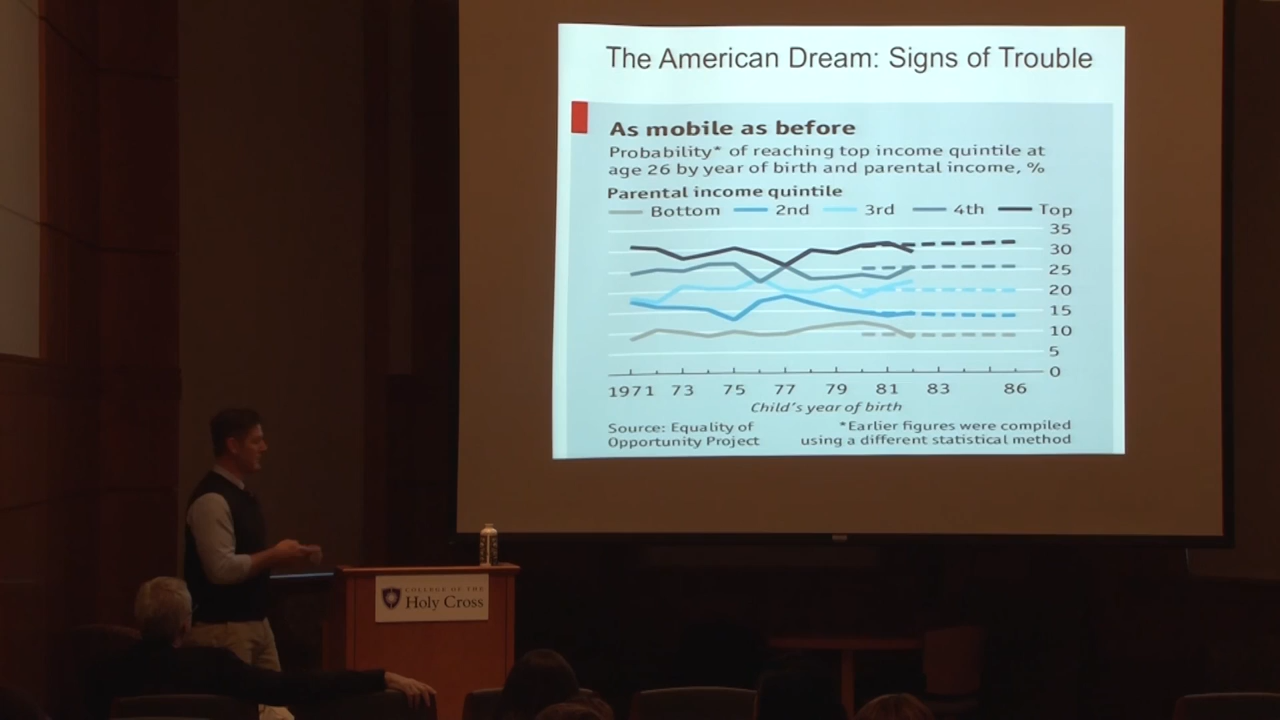 The American Dream: Signs of Trouble
As mobile as before
Probability* of reaching top income quintile at
age 26 by year of birth and parental income, %
Parental income quintile
Bottom 2nd 3rd 4th Top
35
30
25
20
15
10
5
0
1971 73 75 77 79 81 83 86
Child's year of birth
Source: Equality of
Opportunity Project
*Earlier figures were compiled
using a different statistical method
COLLEGE OF THE
Holy Cross